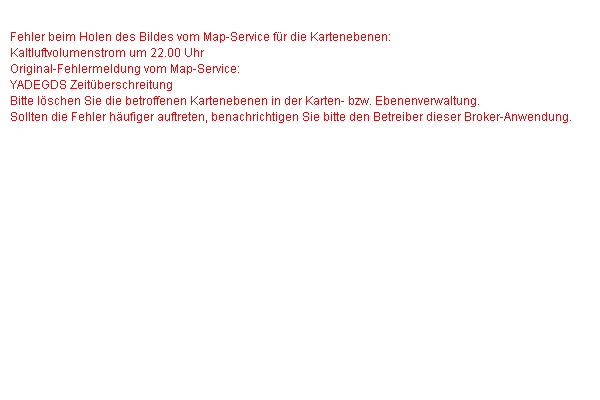 Fehler beim Holen des Bildes vom Map-Service für die Kartenebenen:
Kaltluftvolumenstrom um 22.00 Uhr
Original-Fehlermeldung vom Map-Service:
YADEGDS Zeitüberschreitung
Bitte löschen Sie die betroffenen Kartenebenen in der Karten- bzw. Ebenenverwaltung.
Sollten die Fehler häufiger auftreten, benachrichtigen Sie bitte den Betreiber dieser Broker-Anwendung.